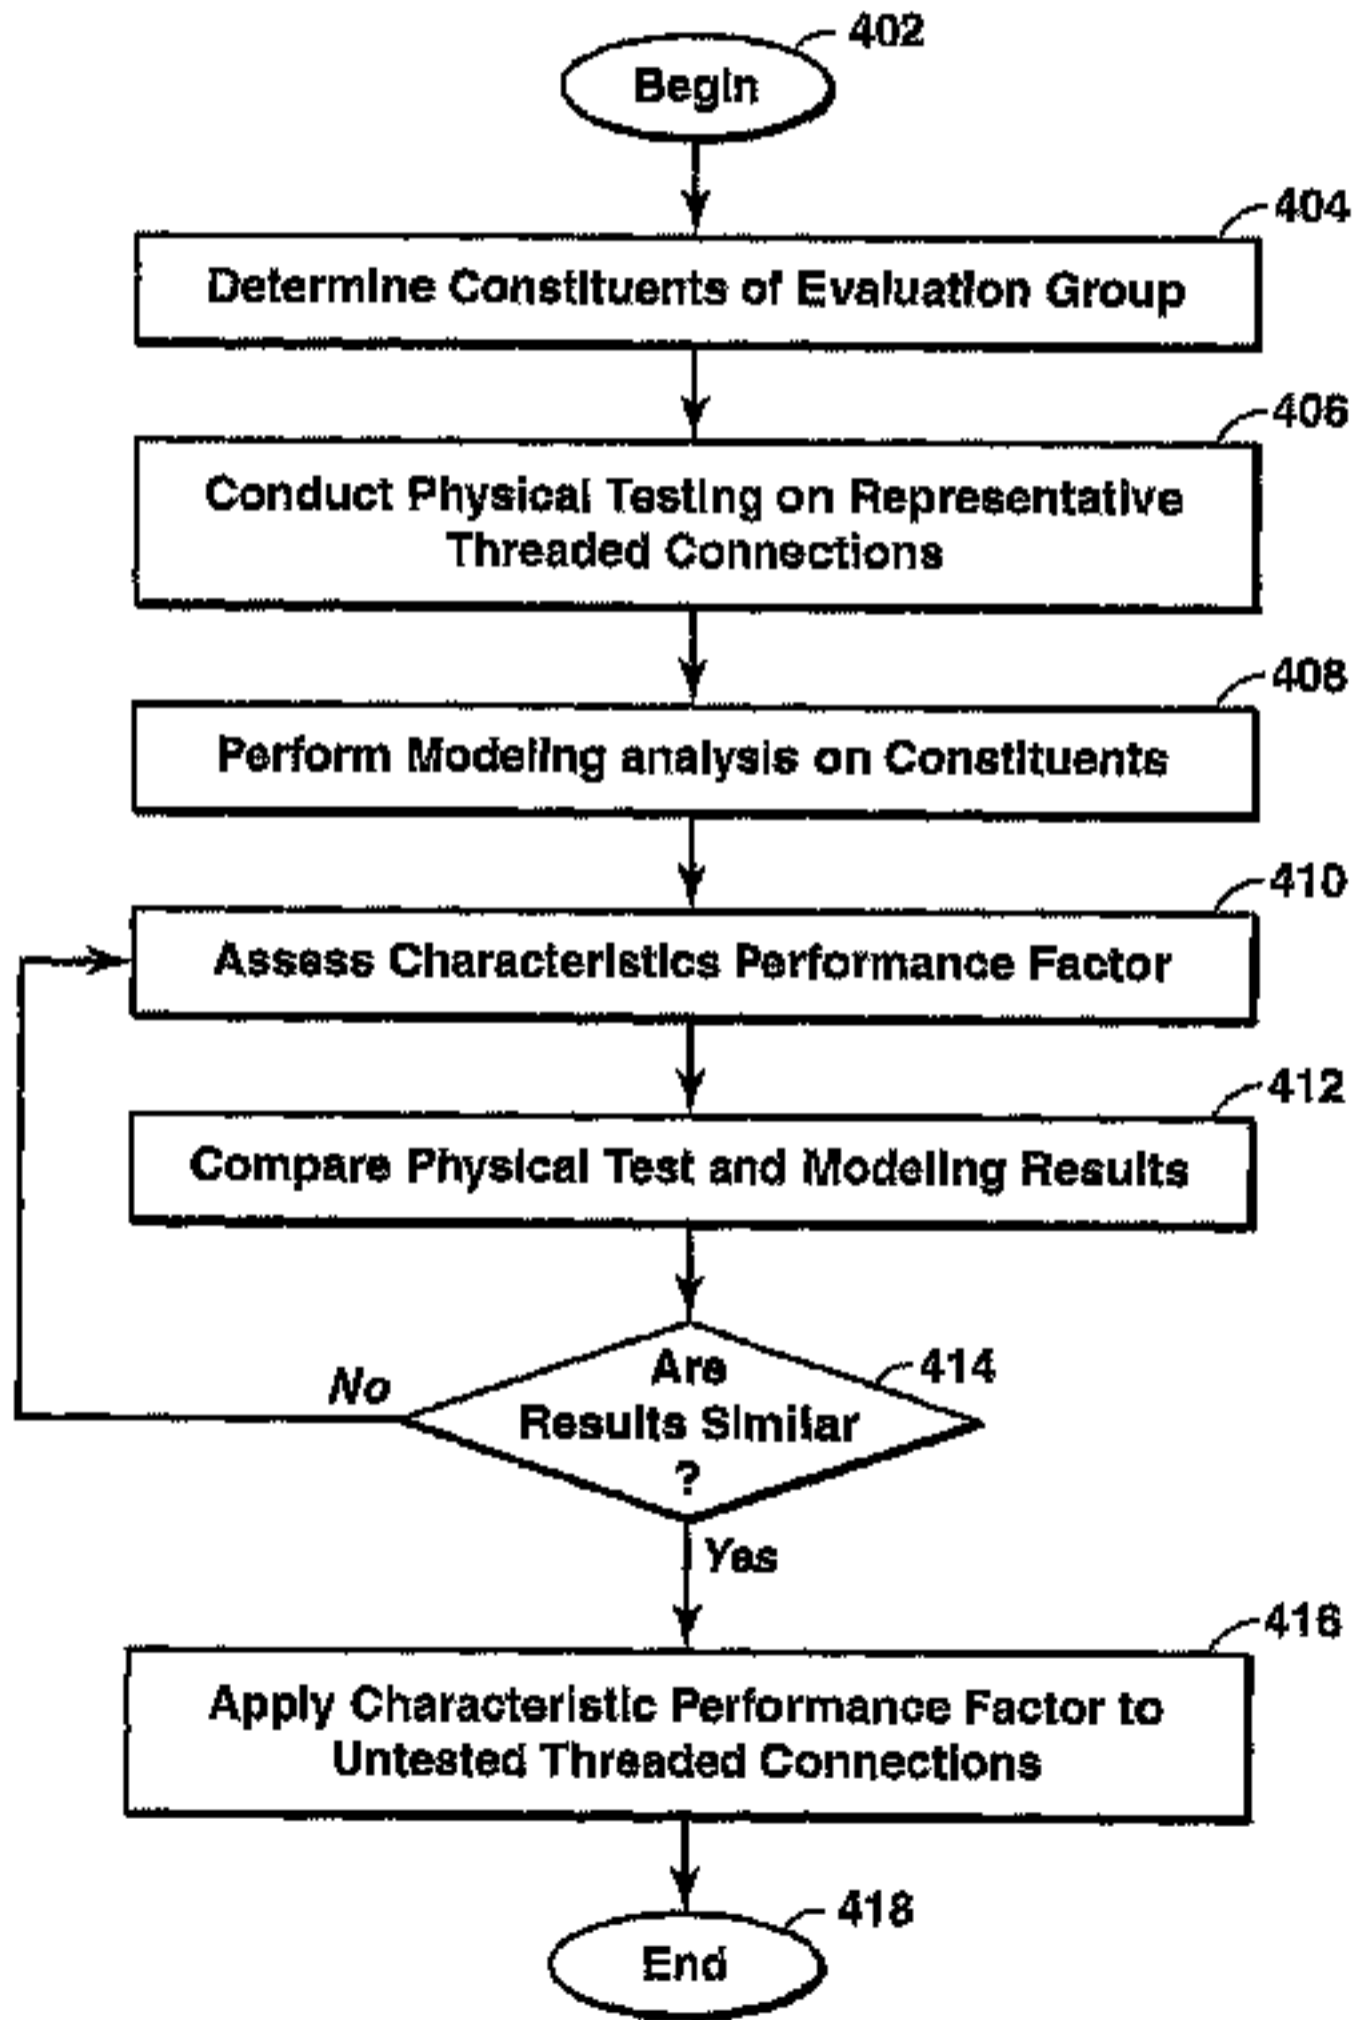 402
Begin
404
Determine Constituents of Evaluation Group
406
Conduct Physical Testing on Representative
Threaded Connections
408
Perform Modeling analysis on Constituents
410
Assess Characteristics Performance Factor
412
Compare Physical Test and Modeling Results
414
Are
Results Similar
?
No
Yes
416
Apply Characteristic Performance Factor to
Untested Threaded Connections
418
End